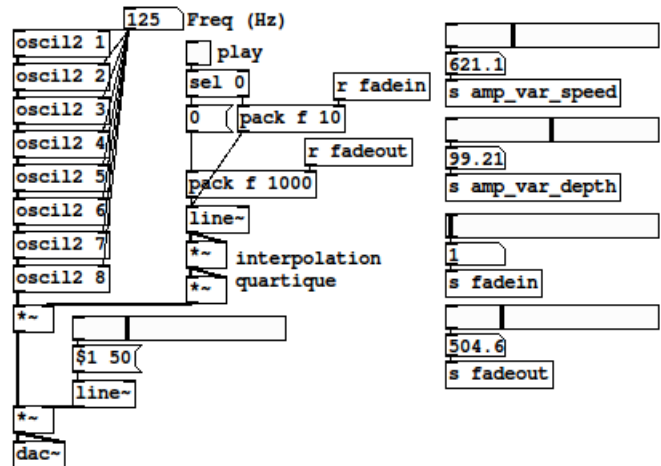 125 Freq (Hz)
oscil2 1
oscil2 2
oscil2 3
oscil2 4
oscil2 5
oscil2 6
oscil2 7
oscil2 8
*~
play
sel 0
r fadein
0
pack f 10
r fadeout
pack f 1000
line~
*~
*~
interpolation
quartique
$1 50
line~
*~
dac~
621.1
s amp_var_speed
99.21
s amp_var_depth
1
s fadein
504.6
s fadeout